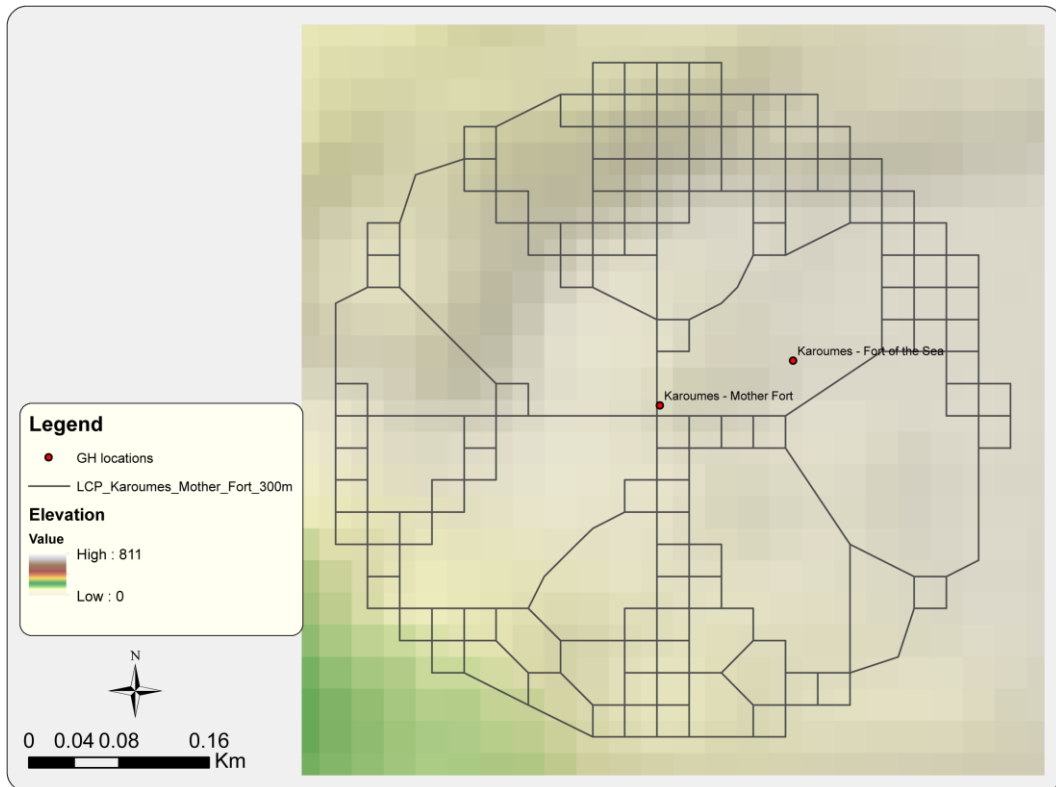 Karoumes - Fort of the Sea
Karoumes - Mother Fort
Legend
GH locations
LCP_Karoumes_Mother_Fort_300m
Elevation
Value
High : 811
Low : 0
N
0 0.04 0.08 0.16
Km